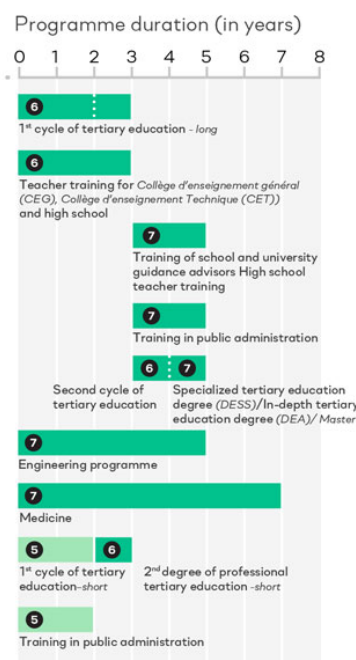 Programme duration (in years)
0 1 2 3 4 5 6 7 8
6
1st cycle of tertiary education - long
6
Teacher training for Collège d'enseignement général
(CEG), Collège d'enseignement Technique (CET))
and high school
7
Training of school and university
guidance advisors High school
teacher training
7
Training in public administration
6 7
Second cycle of
tertiary education
Specialized tertiary education
degree (DESS)/In-depth tertiary
education degree (DEA)/ Master
7
Engineering programme
7
Medicine
5 6
1st cycle of tertiary
education-short
2nd degree of professional
tertiary education -short
5
Training in public administration